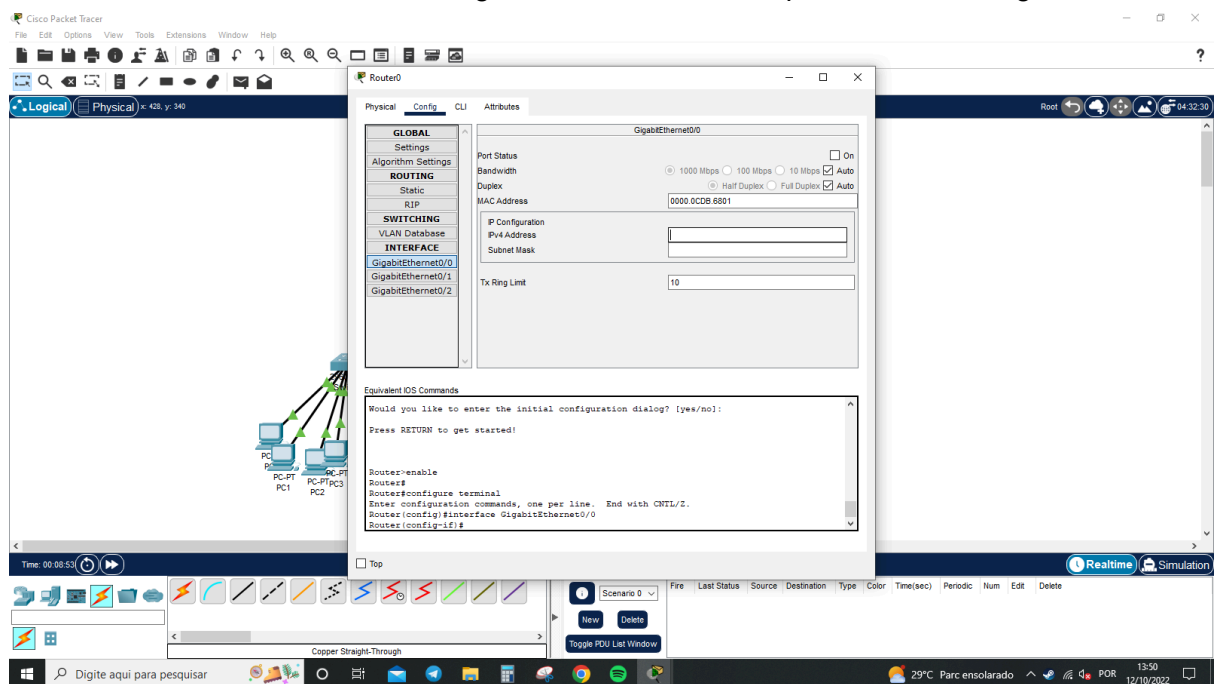 Cisco Packet Tracer
File Edit Options View Tools Extensions Window Help
?
Logical Physical x: 428, y: 340
Root 04:32:30
Router0
Physical Config CLI Attributes
GLOBAL
Settings
Algorithm Settings
ROUTING
Static
RIP
SWITCHING
VLAN Database
INTERFACE
GigabitEthernet0/0
GigabitEthernet0/1
GigabitEthernet0/2
GigabitEthernet0/0
Port Status On
Bandwidth 1000 Mbps 100 Mbps 10 Mbps Auto
Duplex Half Duplex Full Duplex Auto
MAC Address 0000.0CDB.6801
IP Configuration
IPv4 Address
Subnet Mask
Tx Ring Limit 10
Equivalent IOS Commands
Would you like to enter the initial configuration dialog? [yes/no]:
Press RETURN to get started!
Router>enable
Router#
Router#configure terminal
Enter configuration commands, one per line. End with CNTL/Z.
Router(config)#interface GigabitEthernet0/0
Router(config-if)#
Top
PC-PT
PC1
PC-PT
PC2
PC-PT
PC3
Time: 00:08:53
Realtime Simulation
Copper Straight-Through
Scenario 0
New Delete
Toggle PDU List Window
Fire Last Status Source Destination Type Color Time(sec) Periodic Num Edit Delete
Digite aqui para pesquisar
29°C Parc ensolarado
POR
13:50
12/10/2022